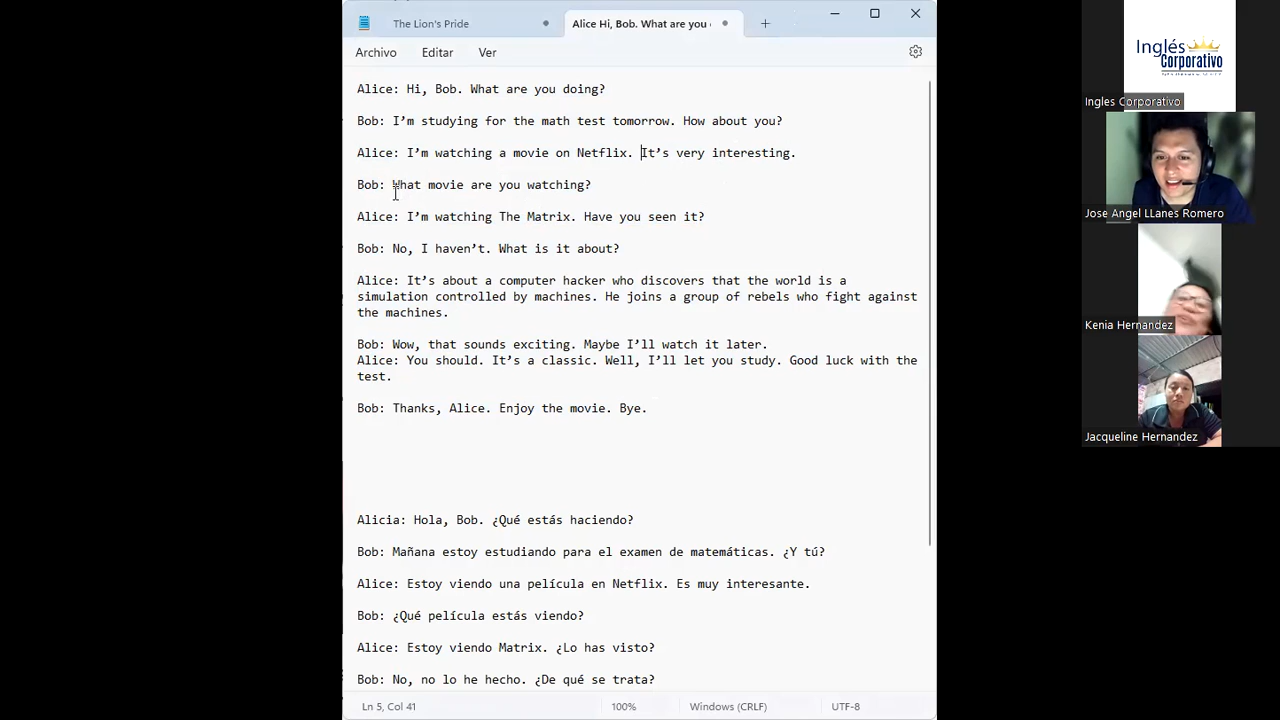 The Lion's Pride
Alice Hi, Bob. What are you
Archivo Editar Ver
Alice: Hi, Bob. What are you doing?
Bob: I’m studying for the math test tomorrow. How about you?
Alice: I’m watching a movie on Netflix. It’s very interesting.
Bob: What movie are you watching?
Alice: I’m watching The Matrix. Have you seen it?
Bob: No, I haven’t. What is it about?
Alice: It’s about a computer hacker who discovers that the world is a
simulation controlled by machines. He joins a group of rebels who fight against
the machines.
Bob: Wow, that sounds exciting. Maybe I’ll watch it later.
Alice: You should. It’s a classic. Well, I’ll let you study. Good luck with the
test.
Bob: Thanks, Alice. Enjoy the movie. Bye.
Alicia: Hola, Bob. ¿Qué estás haciendo?
Bob: Mañana estoy estudiando para el examen de matemáticas. ¿Y tú?
Alice: Estoy viendo una película en Netflix. Es muy interesante.
Bob: ¿Qué película estás viendo?
Alice: Estoy viendo Matrix. ¿Lo has visto?
Bob: No, no lo he hecho. ¿De qué se trata?
Ln 5, Col 41
100%
Windows (CRLF)
UTF-8
Inglés
Corporativo
Ingles Corporativo
Jose Angel LLanes Romero
Kenia Hernandez
Jacqueline Hernandez